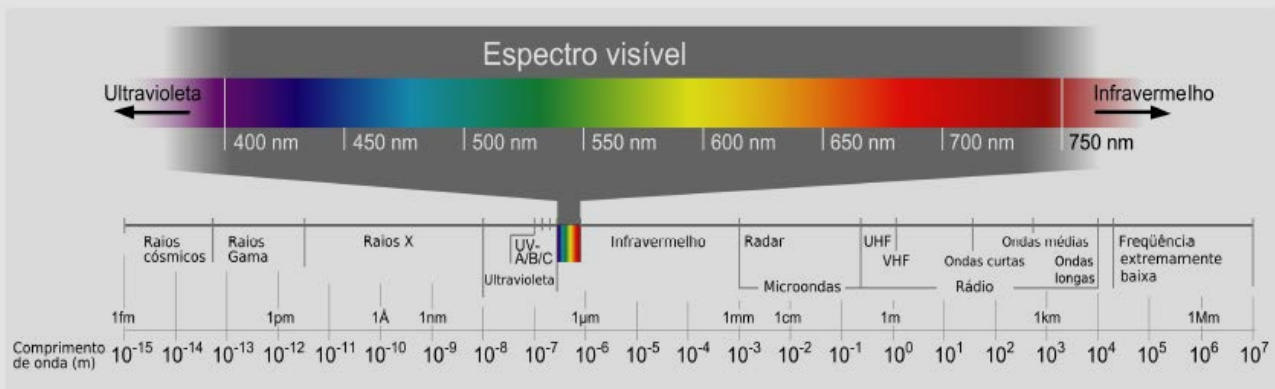 Espectro visível
Ultravioleta
Infravermelho
400 nm 450 nm 500 nm 550 nm 600 nm 650 nm 700 nm 750 nm
Raios
cósmicos
Raios
Gama
Raios X
UV-
A/B/C
Ultravioleta
Infravermelho
Radar
Microondas
UHF
VHF
Ondas médias
Ondas curtas
Ondas
longas
Rádio
Freqüência
extremamente
baixa
1fm 1pm 1Å 1nm 1µm 1mm 1cm 1m 1km 1Mm
Comprimento
de onda (m)
10⁻¹⁵ 10⁻¹⁴ 10⁻¹³ 10⁻¹² 10⁻¹¹ 10⁻¹⁰ 10⁻⁹ 10⁻⁸ 10⁻⁷ 10⁻⁶ 10⁻⁵ 10⁻⁴ 10⁻³ 10⁻² 10⁻¹ 10⁰ 10¹ 10² 10³ 10⁴ 10⁵ 10⁶ 10⁷